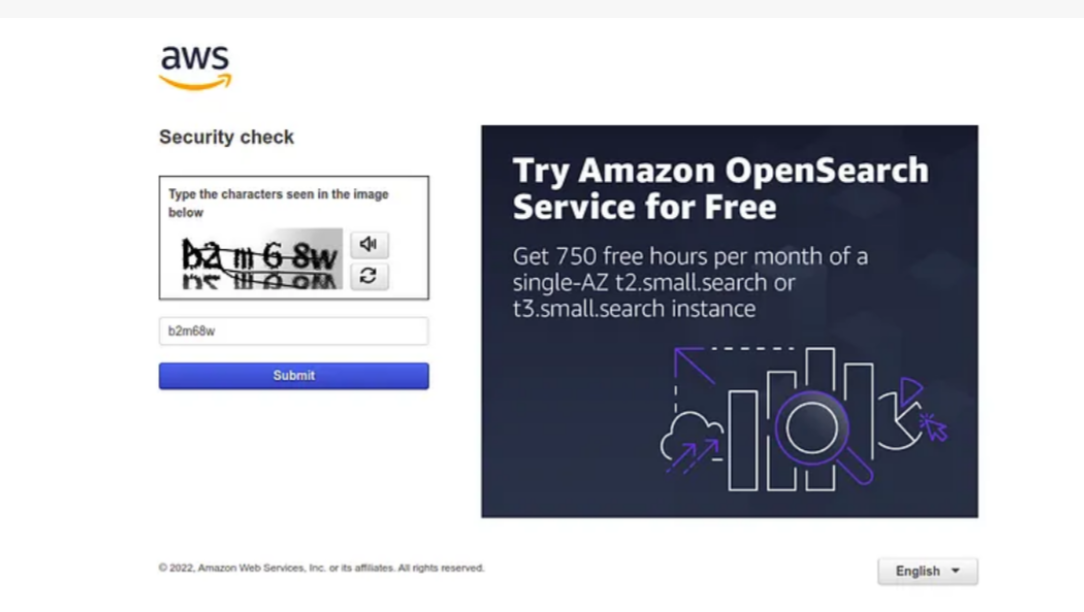 aws
Security check
Type the characters seen in the image
below
b2m68w
b2m68w
Submit
Try Amazon OpenSearch
Service for Free
Get 750 free hours per month of a
single-AZ t2.small.search or
t3.small.search instance
© 2022, Amazon Web Services, Inc. or its affiliates. All rights reserved.
English